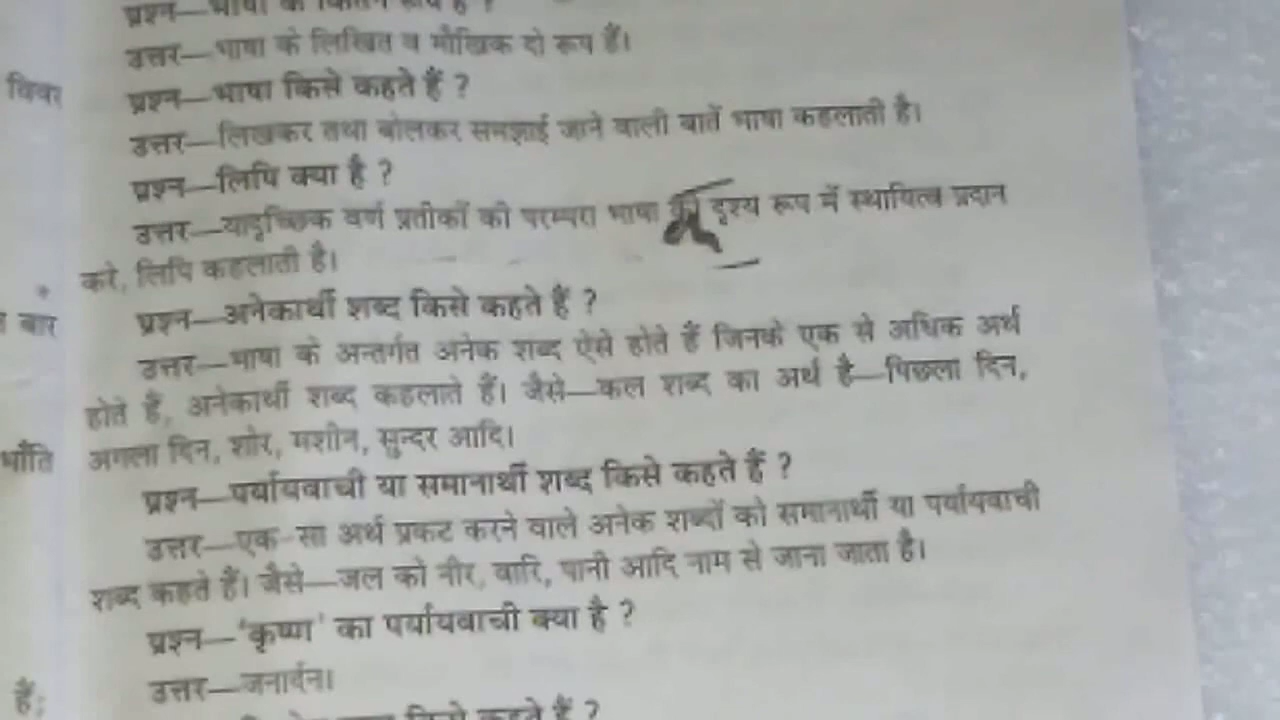 प्रश्न—भाषा के कितने रूप हैं ?
उत्तर—भाषा के लिखित व मौखिक दो रूप हैं।
प्रश्न—भाषा किसे कहते हैं ?
उत्तर—लिखकर तथा बोलकर समझाई जाने वाली बातें भाषा कहलाती है।
प्रश्न—लिपि क्या है ?
उत्तर—यादृच्छिक वर्ण प्रतीकों की परम्परा भाषा दृश्य रूप में स्थायित्व प्रदान
करे, लिपि कहलाती है।
प्रश्न—अनेकार्थी शब्द किसे कहते हैं ?
उत्तर—भाषा के अन्तर्गत अनेक शब्द ऐसे होते हैं जिनके एक से अधिक अर्थ
होते हैं, अनेकार्थी शब्द कहलाते हैं। जैसे—कल शब्द का अर्थ है—पिछला दिन,
अगला दिन, शोर, मशीन, सुन्दर आदि।
प्रश्न—पर्यायवाची या समानार्थी शब्द किसे कहते हैं ?
उत्तर—एक-सा अर्थ प्रकट करने वाले अनेक शब्दों को समानार्थी या पर्यायवाची
शब्द कहते हैं। जैसे—जल को नीर, वारि, पानी आदि नाम से जाना जाता है।
प्रश्न—'कृष्ण' का पर्यायवाची क्या है ?
उत्तर—जनार्दन।
किसे कहते हैं ?
बार
भाँति
हैं;